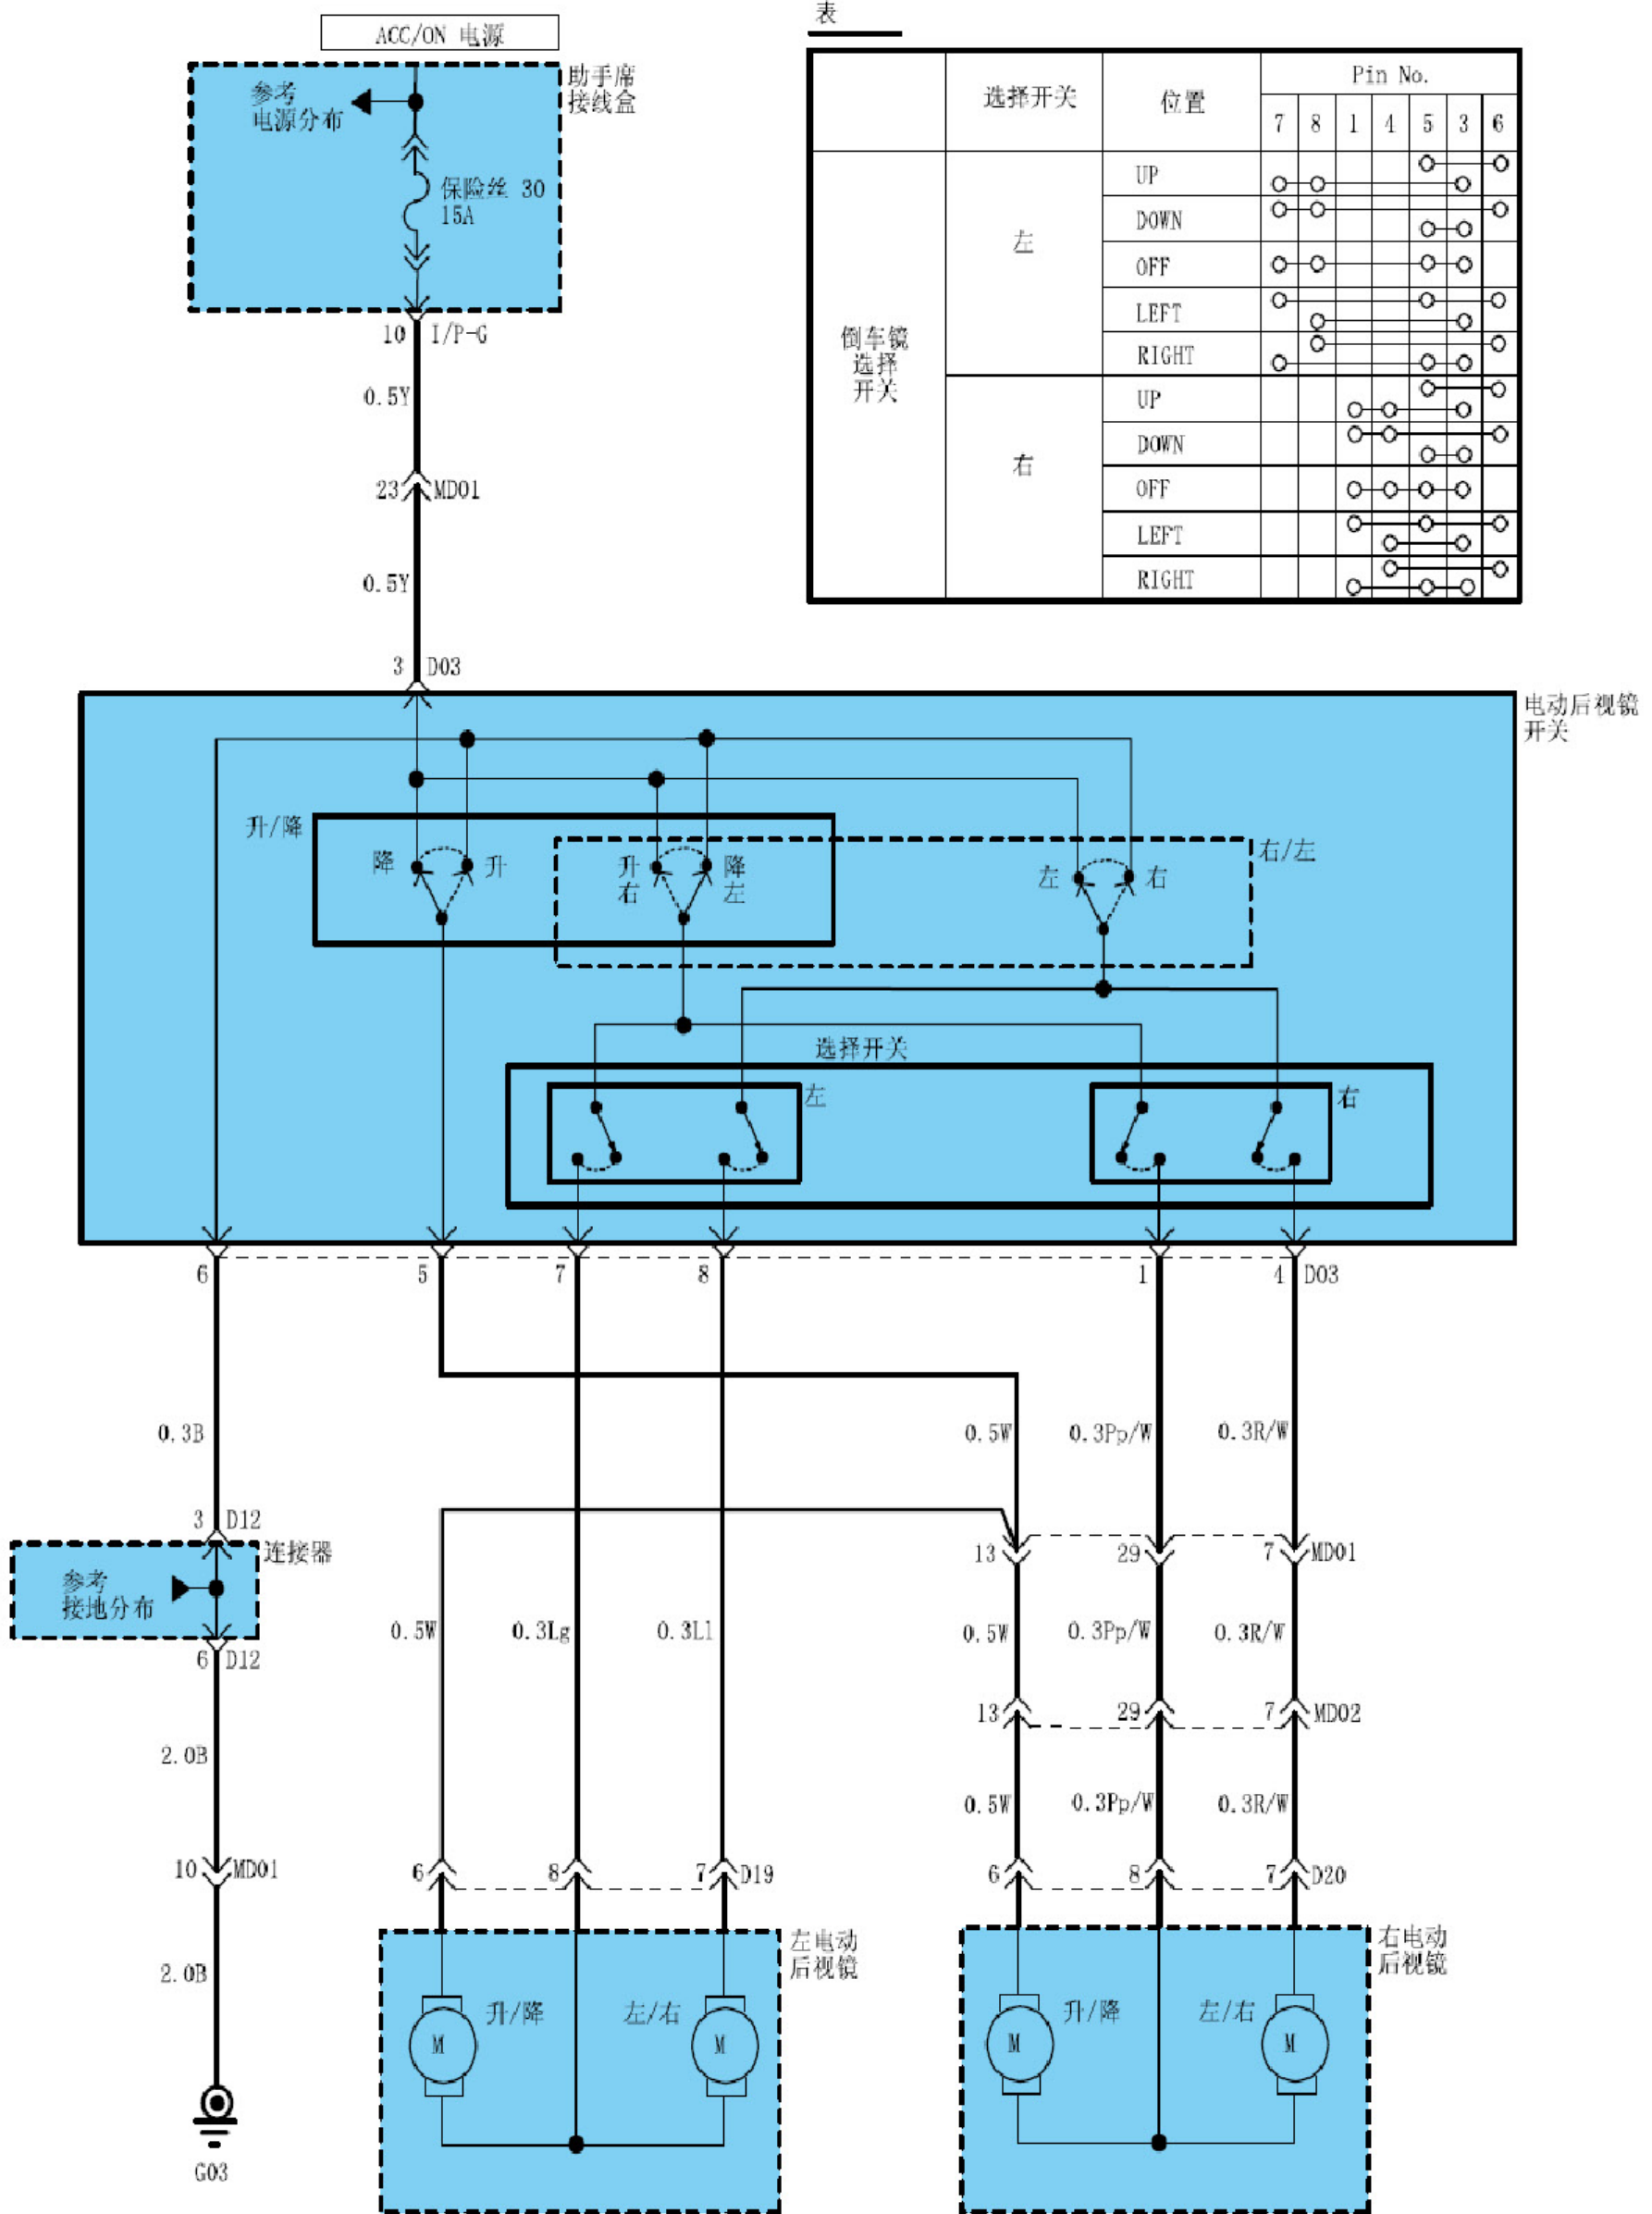 表
ACC/ON 电源
助手席
接线盒
参考
电源分布
保险丝 30
15A
10 I/P-G
0.5Y
23 MD01
0.5Y
3 D03
选择开关 位置 Pin No.
7 8 1 4 5 3 6
倒车镜
选择
开关
左
UP
DOWN
OFF
LEFT
RIGHT
右
UP
DOWN
OFF
LEFT
RIGHT
电动后视镜
开关
升/降
降 升
升 降
右 左
右/左
左 右
选择开关
左
右
6 5 7 8 1 4 D03
0.3B 0.5W 0.3Pp/W 0.3R/W
3 D12
连接器
参考
接地分布
6 D12
13 29 7 MD01
0.5W 0.3Lg 0.3Ll 0.5W 0.3Pp/W 0.3R/W
13 29 7 MD02
2.0B 0.5W 0.3Pp/W 0.3R/W
10 MD01
6 8 7 D19
6 8 7 D20
2.0B
左电动
后视镜
右电动
后视镜
升/降 左/右
升/降 左/右
M M M M
G03